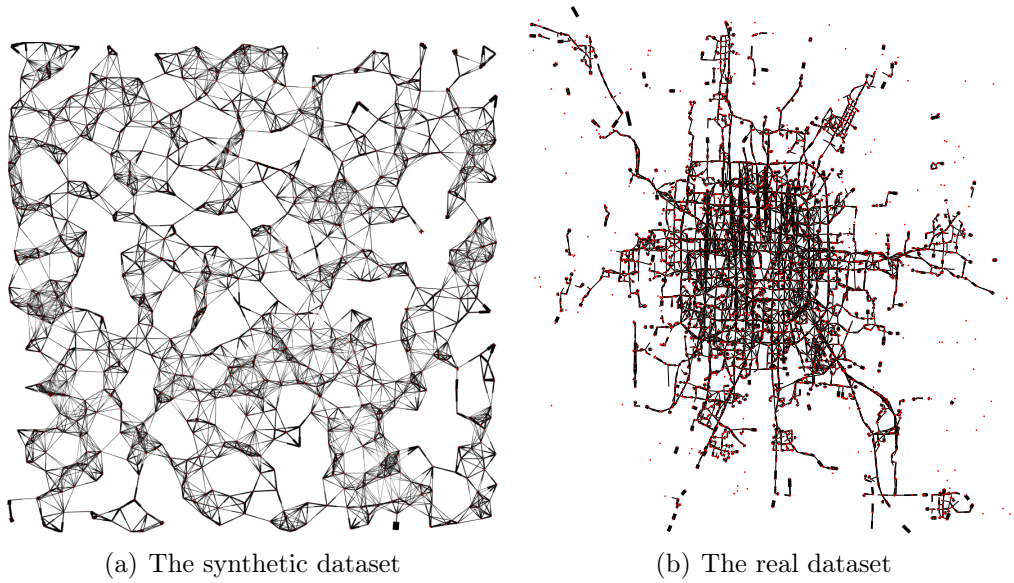 (a) The synthetic dataset
(b) The real dataset